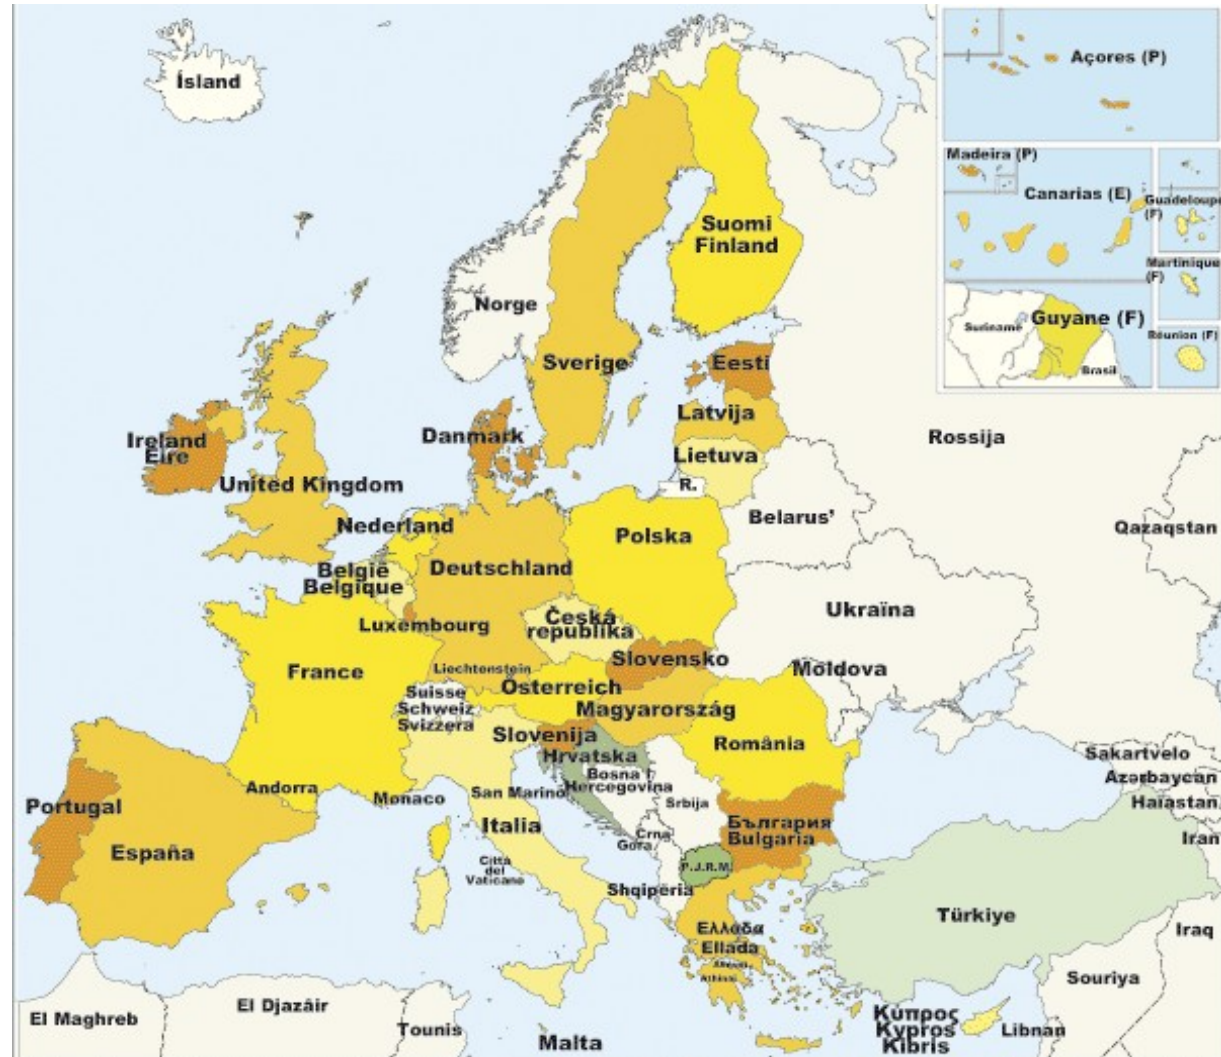 Ísland
Açores (P)
Madeira (P)
Canarias (E)
Guadeloupe
(F)
Martinique
(F)
Suriname
Guyane (F)
Brasil
Réunion (F)
Suomi
Finland
Norge
Sverige
Eesti
Latvija
Lietuva
R.
Danmark
Ireland
Éire
United Kingdom
Rossija
Belarus’
Qazaqstan
Nederland
Polska
België
Belgique
Deutschland
Luxembourg
Česká
republika
Ukraïna
France
Liechtenstein
Slovensko
Moldova
Österreich
Suisse
Schweiz
Svizzera
Magyarország
Slovenija
România
Hrvatska
Bosna i
Hercegovina
Andorra
Monaco
San Marino
Srbija
Sakartvelo
Azərbaycan
Haïastan
Iran
Portugal
España
Italia
Città
del
Vaticano
Crna
Gora
България
Bulgaria
P.J.R.M.
Shqipëria
Ελλάδα
Ellada
Athinai
Türkiye
Iraq
Souriya
El Maghreb
El Djazâir
Tounis
Malta
Κύπρος
Kypros
Kibris
Libnan